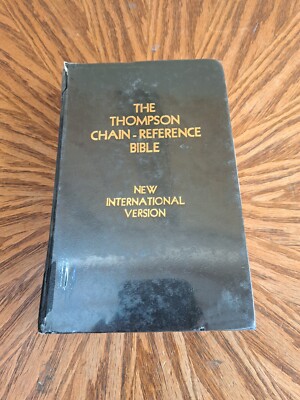 THE
THOMPSON
CHAIN-REFERENCE
BIBLE
NEW
INTERNATIONAL
VERSION